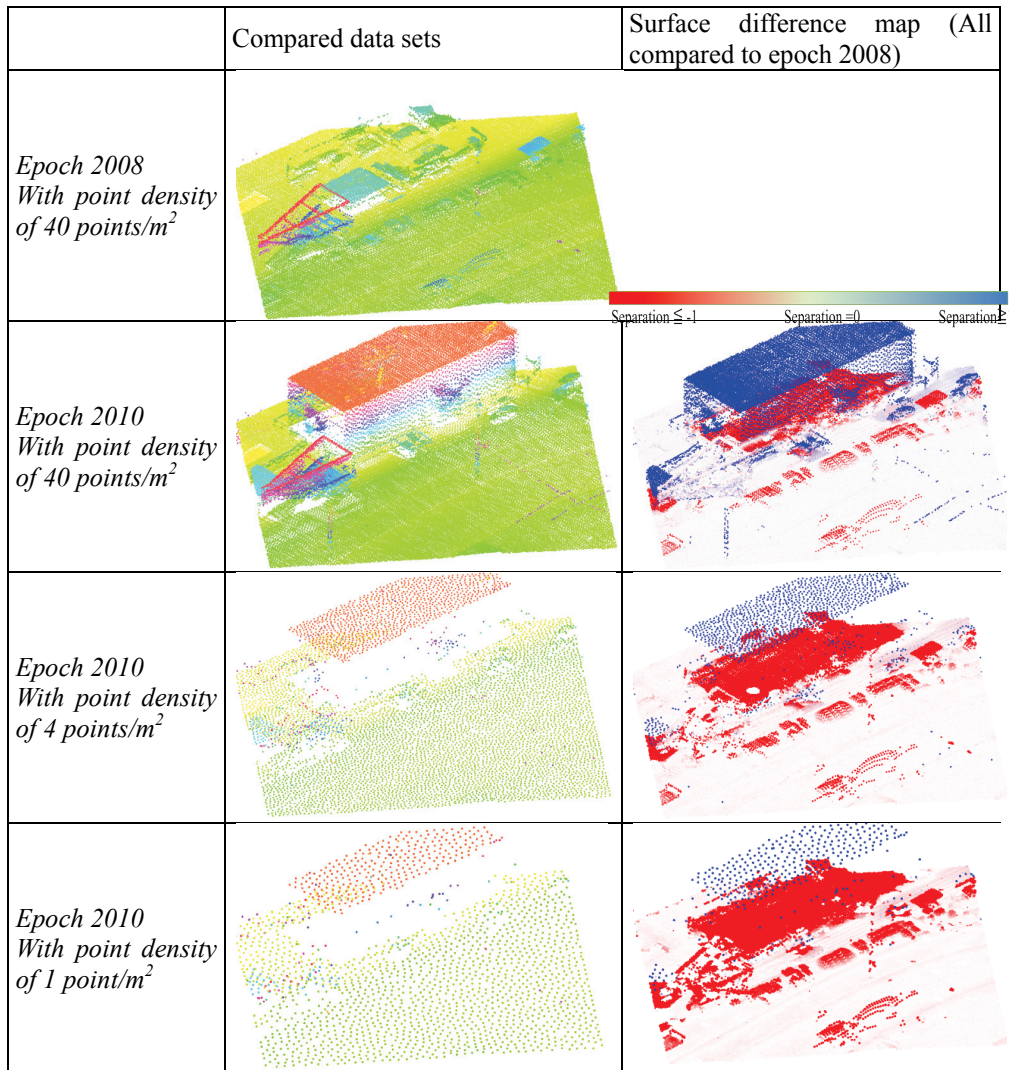 Compared data sets
Surface difference map (All
compared to epoch 2008)
Epoch 2008
With point density
of 40 points/m²
Separation ≦ -1 Separation =0 Separation≧
Epoch 2010
With point density
of 40 points/m²
Epoch 2010
With point density
of 4 points/m²
Epoch 2010
With point density
of 1 point/m²